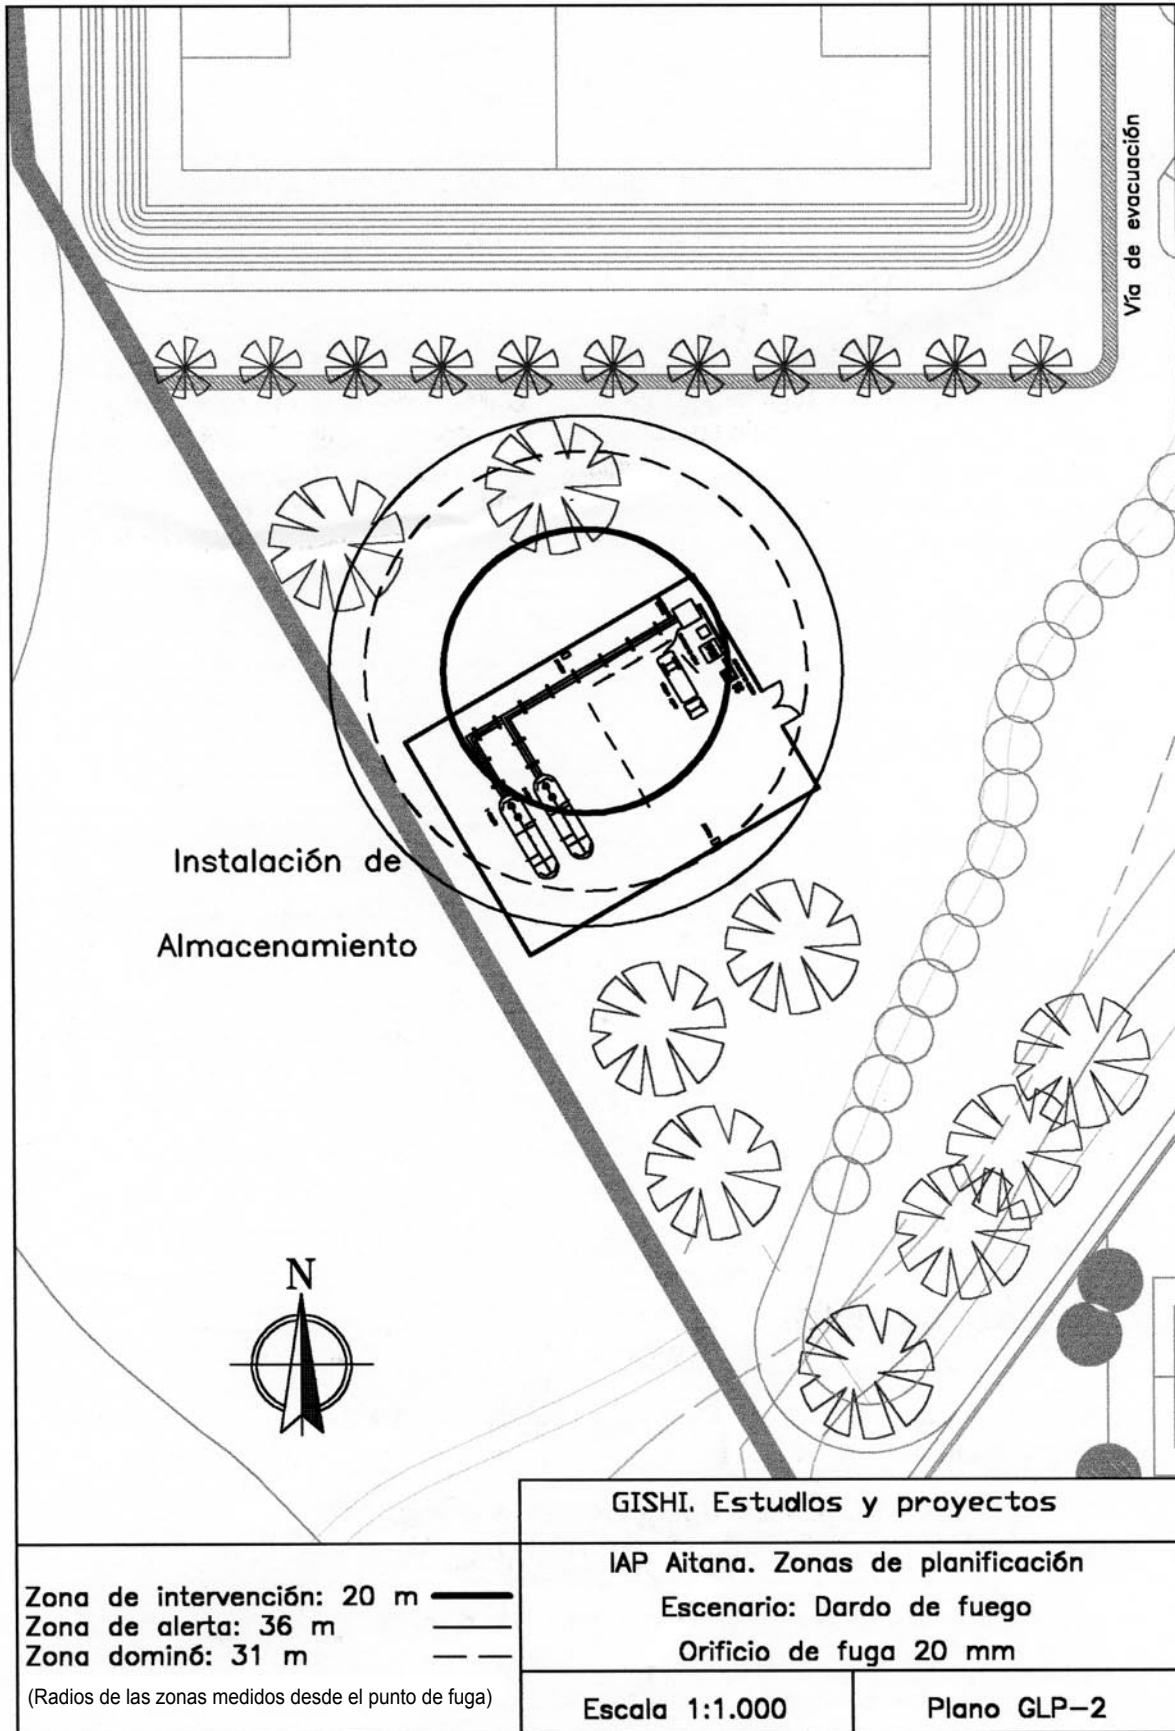 Vía de evacuación
Instalación de
Almacenamiento
N
GISHI. Estudios y proyectos
IAP Aitana. Zonas de planificación
Escenario: Dardo de fuego
Orificio de fuga 20 mm
Zona de intervención: 20 m
Zona de alerta: 36 m
Zona dominó: 31 m
(Radios de las zonas medidos desde el punto de fuga)
Escala 1:1.000
Plano GLP-2